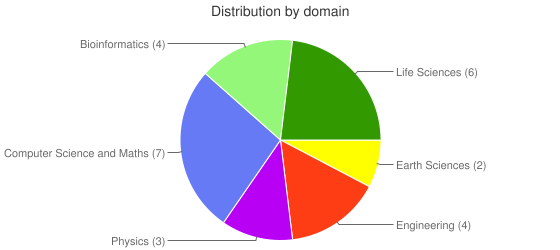 Distribution by domain
Bioinformatics (4)
Life Sciences (6)
Computer Science and Maths (7)
Earth Sciences (2)
Engineering (4)
Physics (3)